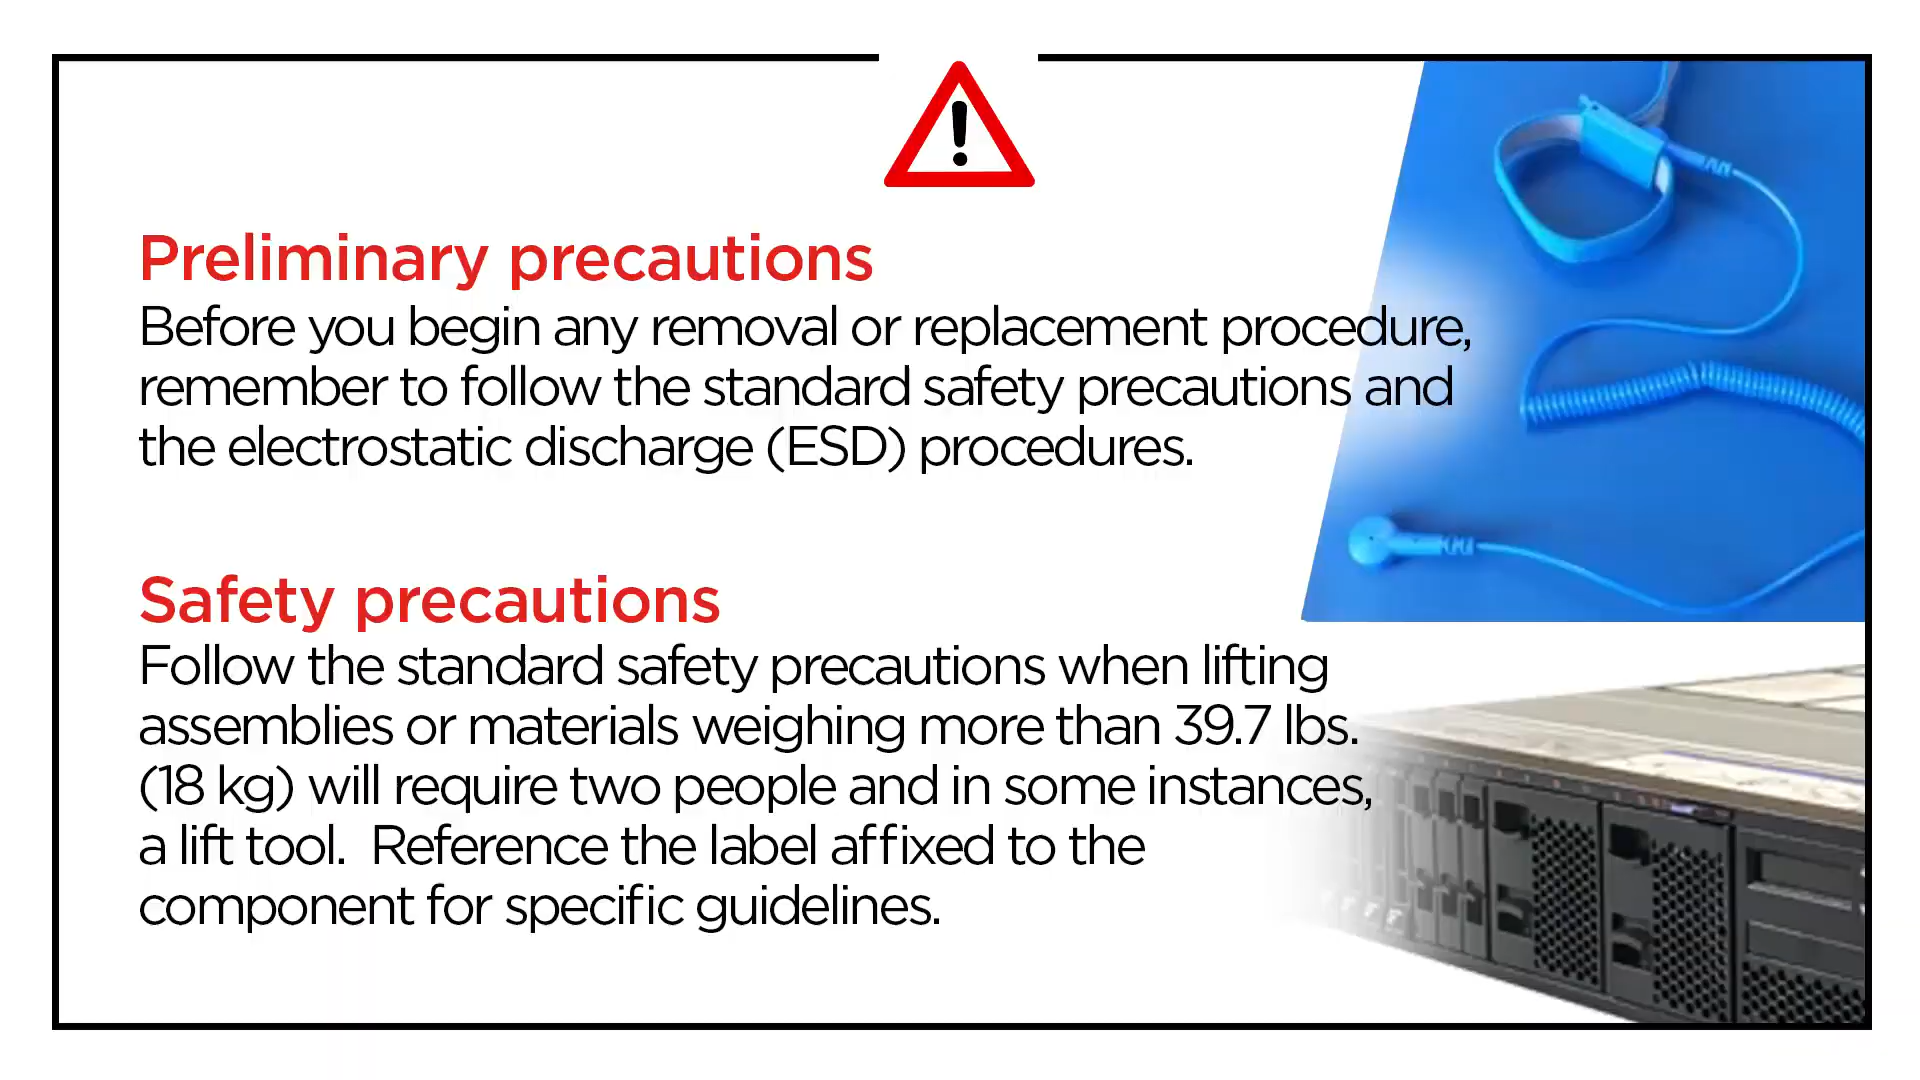 Preliminary precautions
Before you begin any removal or replacement procedure,
remember to follow the standard safety precautions and
the electrostatic discharge (ESD) procedures.
Safety precautions
Follow the standard safety precautions when lifting
assemblies or materials weighing more than 39.7 lbs.
(18 kg) will require two people and in some instances,
a lift tool.  Reference the label affixed to the
component for specific guidelines.